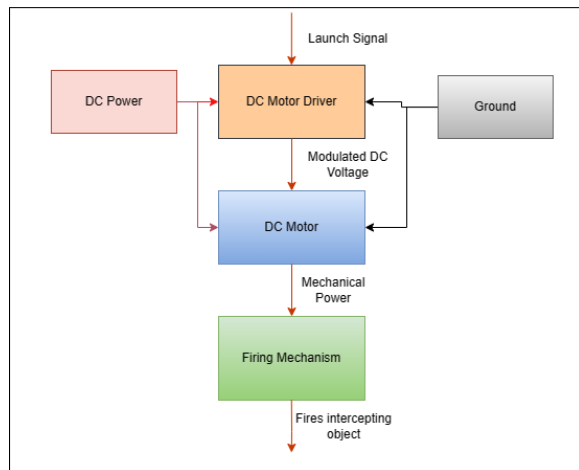 Launch Signal
DC Power
DC Motor Driver
Ground
Modulated DC
Voltage
DC Motor
Mechanical
Power
Firing Mechanism
Fires intercepting
object